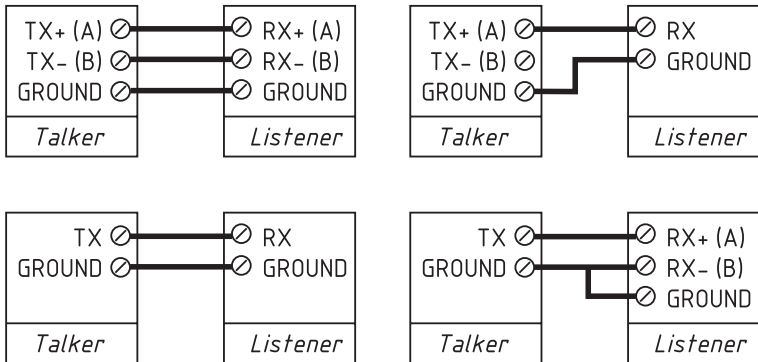 TX+ (A)
RX+ (A)
TX– (B)
RX– (B)
GROUND
GROUND
Talker
Listener
TX+ (A)
RX
TX– (B)
GROUND
GROUND
Talker
Listener
TX
RX
GROUND
GROUND
Talker
Listener
TX
RX+ (A)
GROUND
RX– (B)
GROUND
Talker
Listener